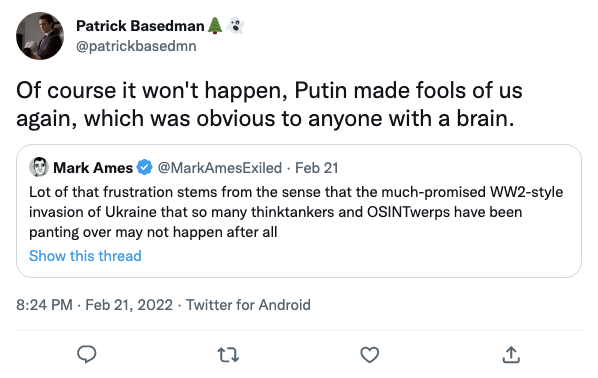 Patrick Basedman🌲👻
@patrickbasedmn
Of course it won't happen, Putin made fools of us
again, which was obvious to anyone with a brain.
Mark Ames @MarkAmesExiled · Feb 21
Lot of that frustration stems from the sense that the much-promised WW2-style
invasion of Ukraine that so many thinktankers and OSINTwerps have been
panting over may not happen after all
Show this thread
8:24 PM · Feb 21, 2022 · Twitter for Android